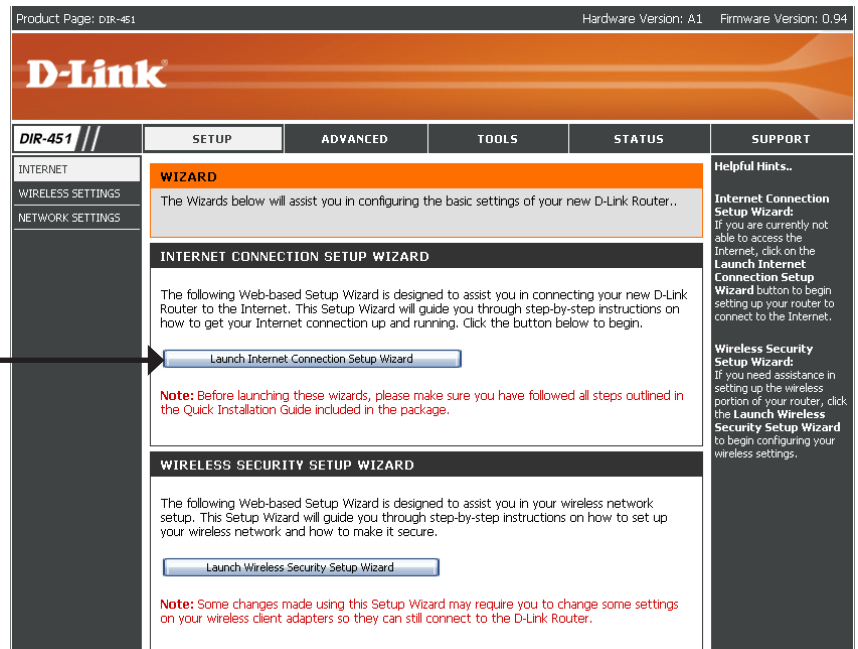 Product Page: DIR-451
Hardware Version: A1
Firmware Version: 0.94
D-Link
DIR-451
SETUP
ADVANCED
TOOLS
STATUS
SUPPORT
INTERNET
WIRELESS SETTINGS
NETWORK SETTINGS
WIZARD
The Wizards below will assist you in configuring the basic settings of your new D-Link Router..
INTERNET CONNECTION SETUP WIZARD
The following Web-based Setup Wizard is designed to assist you in connecting your new D-Link
Router to the Internet. This Setup Wizard will guide you through step-by-step instructions on
how to get your Internet connection up and running. Click the button below to begin.
Launch Internet Connection Setup Wizard
Note: Before launching these wizards, please make sure you have followed all steps outlined in
the Quick Installation Guide included in the package.
WIRELESS SECURITY SETUP WIZARD
The following Web-based Setup Wizard is designed to assist you in your wireless network
setup. This Setup Wizard will guide you through step-by-step instructions on how to set up
your wireless network and how to make it secure.
Launch Wireless Security Setup Wizard
Note: Some changes made using this Setup Wizard may require you to change some settings
on your wireless client adapters so they can still connect to the D-Link Router.
Helpful Hints..
Internet Connection
Setup Wizard:
If you are currently not
able to access the
Internet, click on the
Launch Internet
Connection Setup
Wizard button to begin
setting up your router to
connect to the Internet.
Wireless Security
Setup Wizard:
If you need assistance in
setting up the wireless
portion of your router, click
the Launch Wireless
Security Setup Wizard
to begin configuring your
wireless settings.